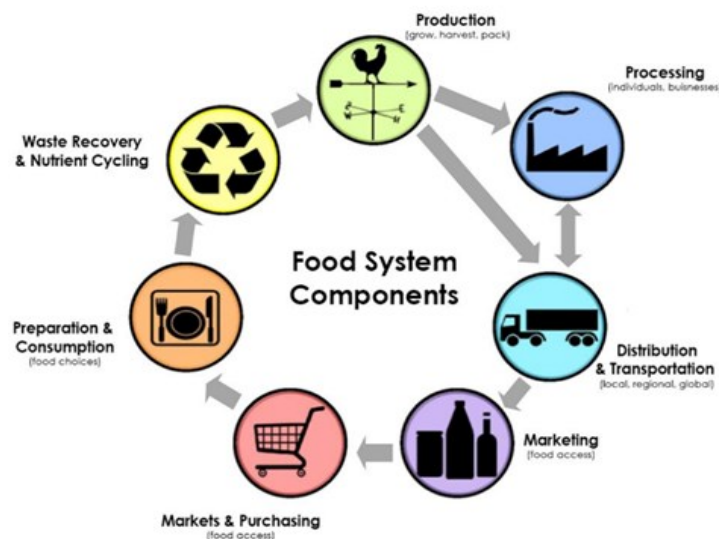 Production
(grow, harvest, pack)
Processing
(individuals, buisnesses)
Waste Recovery
& Nutrient Cycling
Food System
Components
Preparation &
Consumption
(food choices)
Distribution
& Transportation
(local, regional, global)
Marketing
(food access)
Markets & Purchasing
(food access)